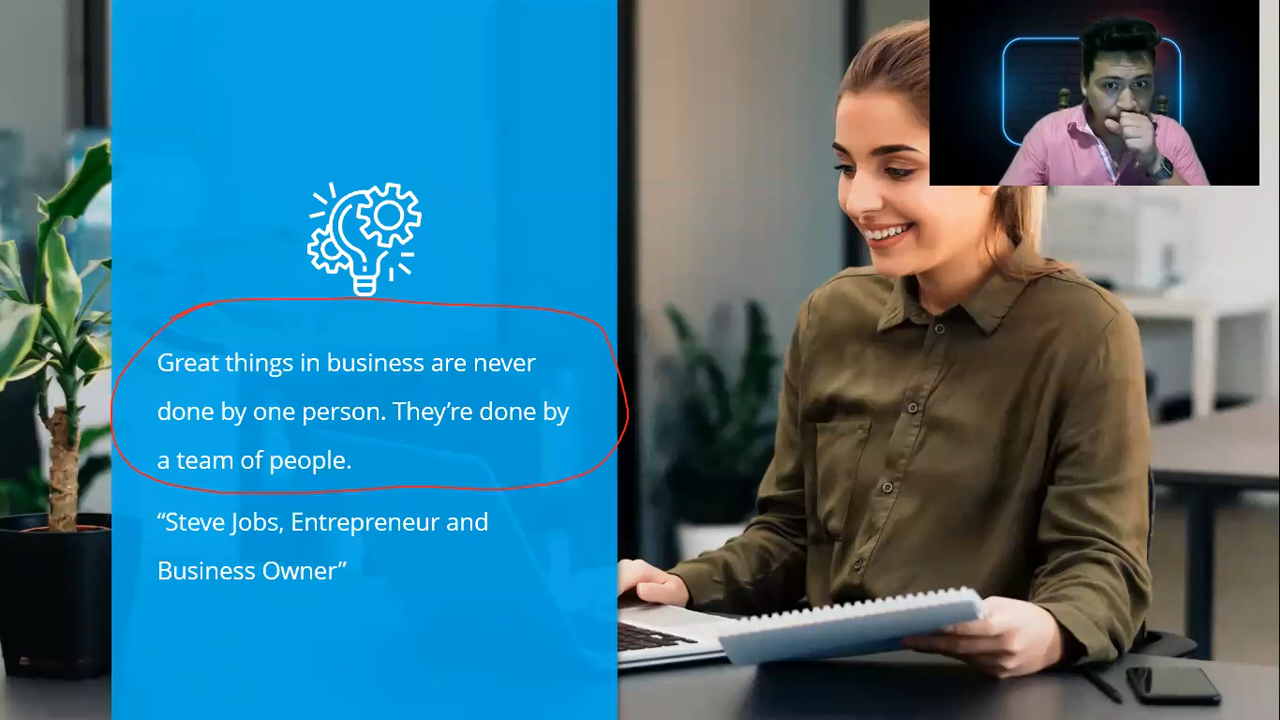 Great things in business are never
done by one person. They’re done by
a team of people.
“Steve Jobs, Entrepreneur and
Business Owner”